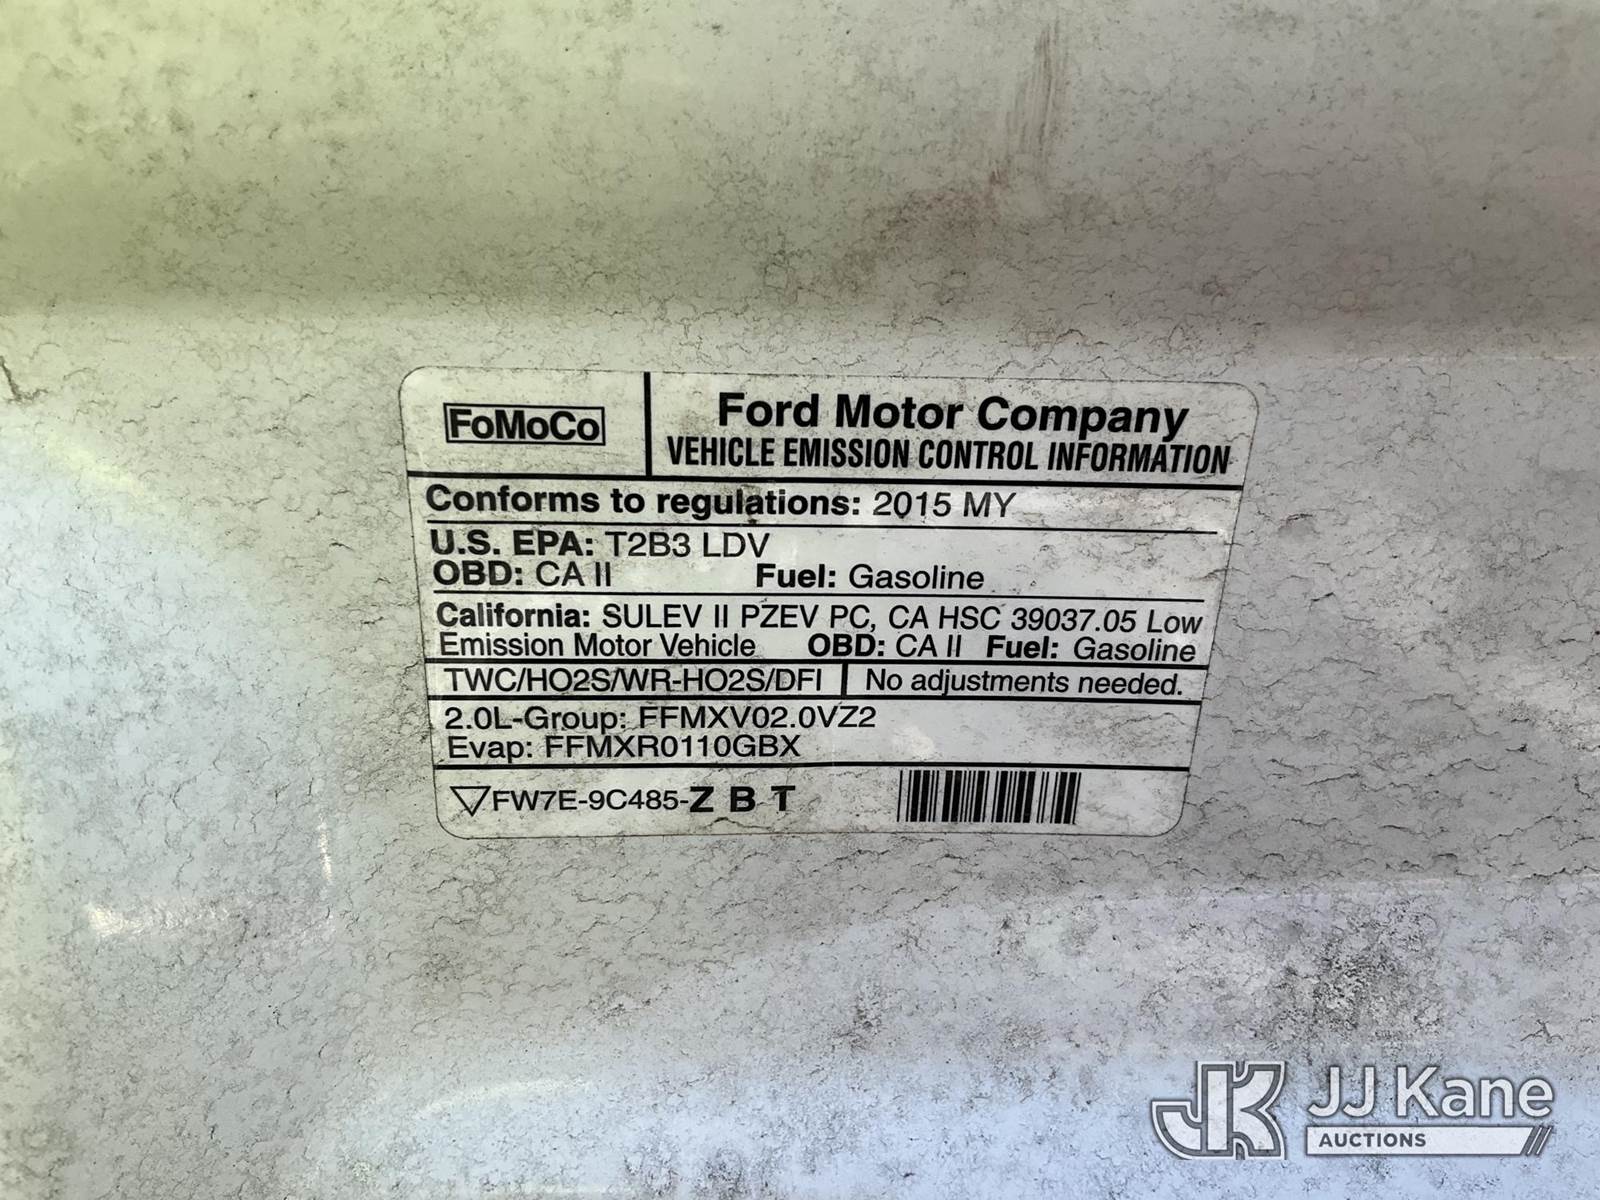 FoMoCo
Ford Motor Company
VEHICLE EMISSION CONTROL INFORMATION
Conforms to regulations: 2015 MY
U.S. EPA: T2B3 LDV
OBD: CA II Fuel: Gasoline
California: SULEV II PZEV PC, CA HSC 39037.05 Low
Emission Motor Vehicle OBD: CA II Fuel: Gasoline
TWC/HO2S/WR-HO2S/DFI No adjustments needed.
2.0L-Group: FFMXV02.0VZ2
Evap: FFMXR0110GBX
FW7E-9C485-Z B T
JK JJ Kane
AUCTIONS